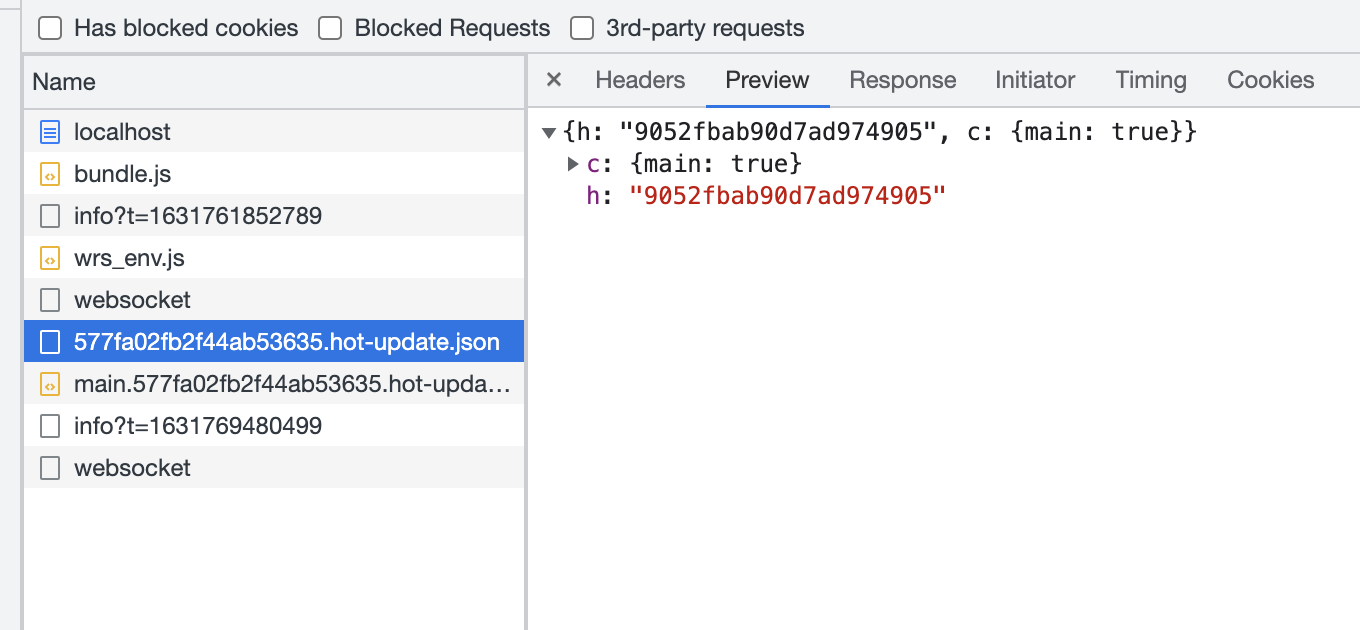 Has blocked cookies Blocked Requests 3rd-party requests
Name
localhost
bundle.js
info?t=1631761852789
wrs_env.js
websocket
577fa02fb2f44ab53635.hot-update.json
main.577fa02fb2f44ab53635.hot-upda…
info?t=1631769480499
websocket
× Headers Preview Response Initiator Timing Cookies
▼{h: "9052fbab90d7ad974905", c: {main: true}}
▶c: {main: true}
h: "9052fbab90d7ad974905"